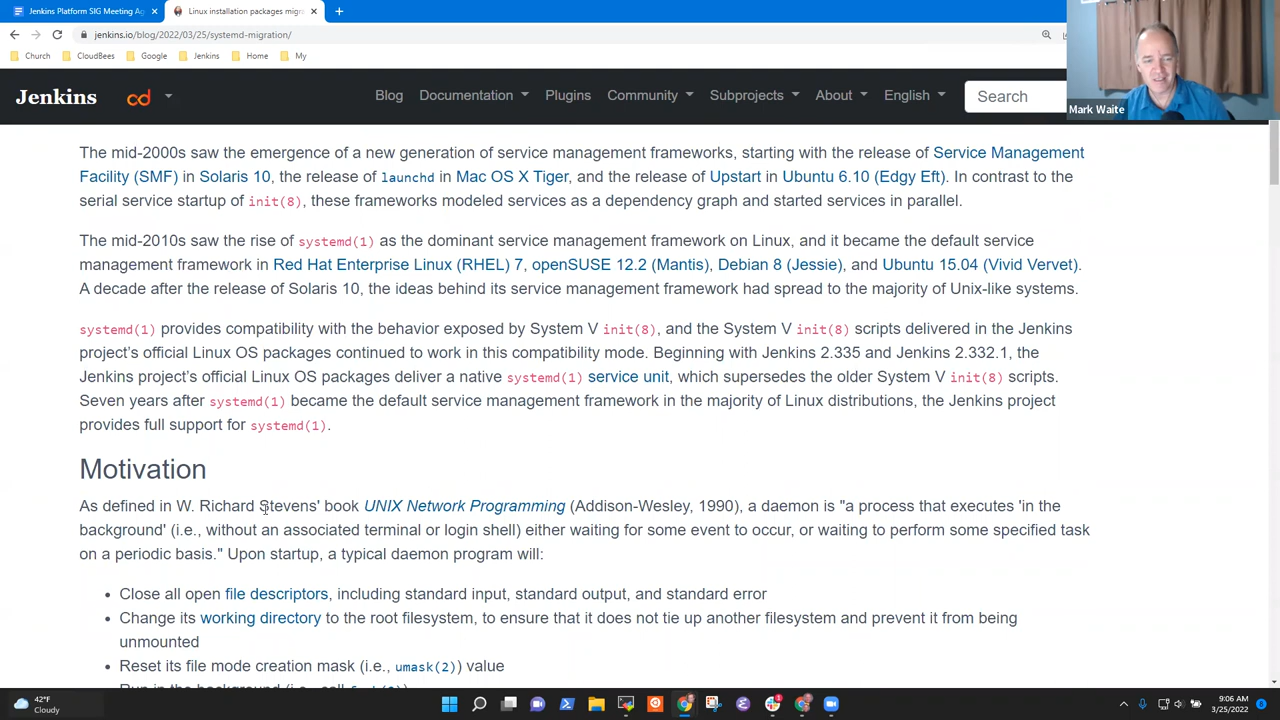 Jenkins Platform SIG Meeting Ag
Linux installation packages migra
jenkins.io/blog/2022/03/25/systemd-migration/
Church
CloudBees
Google
Jenkins
Home
My
Jenkins
cd
Blog
Documentation
Plugins
Community
Subprojects
About
English
Search
Mark Waite
The mid-2000s saw the emergence of a new generation of service management frameworks, starting with the release of Service Management
Facility (SMF) in Solaris 10, the release of launchd in Mac OS X Tiger, and the release of Upstart in Ubuntu 6.10 (Edgy Eft). In contrast to the
serial service startup of init(8), these frameworks modeled services as a dependency graph and started services in parallel.
The mid-2010s saw the rise of systemd(1) as the dominant service management framework on Linux, and it became the default service
management framework in Red Hat Enterprise Linux (RHEL) 7, openSUSE 12.2 (Mantis), Debian 8 (Jessie), and Ubuntu 15.04 (Vivid Vervet).
A decade after the release of Solaris 10, the ideas behind its service management framework had spread to the majority of Unix-like systems.
systemd(1) provides compatibility with the behavior exposed by System V init(8), and the System V init(8) scripts delivered in the Jenkins
project's official Linux OS packages continued to work in this compatibility mode. Beginning with Jenkins 2.335 and Jenkins 2.332.1, the
Jenkins project's official Linux OS packages deliver a native systemd(1) service unit, which supersedes the older System V init(8) scripts.
Seven years after systemd(1) became the default service management framework in the majority of Linux distributions, the Jenkins project
provides full support for systemd(1).
Motivation
As defined in W. Richard Stevens' book UNIX Network Programming (Addison-Wesley, 1990), a daemon is "a process that executes 'in the
background' (i.e., without an associated terminal or login shell) either waiting for some event to occur, or waiting to perform some specified task
on a periodic basis." Upon startup, a typical daemon program will:
• Close all open file descriptors, including standard input, standard output, and standard error
• Change its working directory to the root filesystem, to ensure that it does not tie up another filesystem and prevent it from being
unmounted
• Reset its file mode creation mask (i.e., umask(2)) value
42°F
Cloudy
9:06 AM
3/25/2022